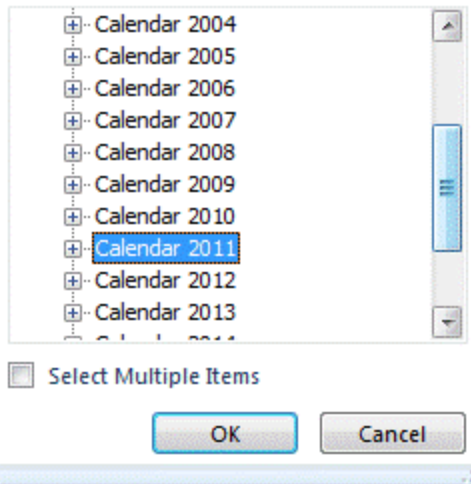 Calendar 2004
Calendar 2005
Calendar 2006
Calendar 2007
Calendar 2008
Calendar 2009
Calendar 2010
Calendar 2011
Calendar 2012
Calendar 2013
Select Multiple Items
OK
Cancel